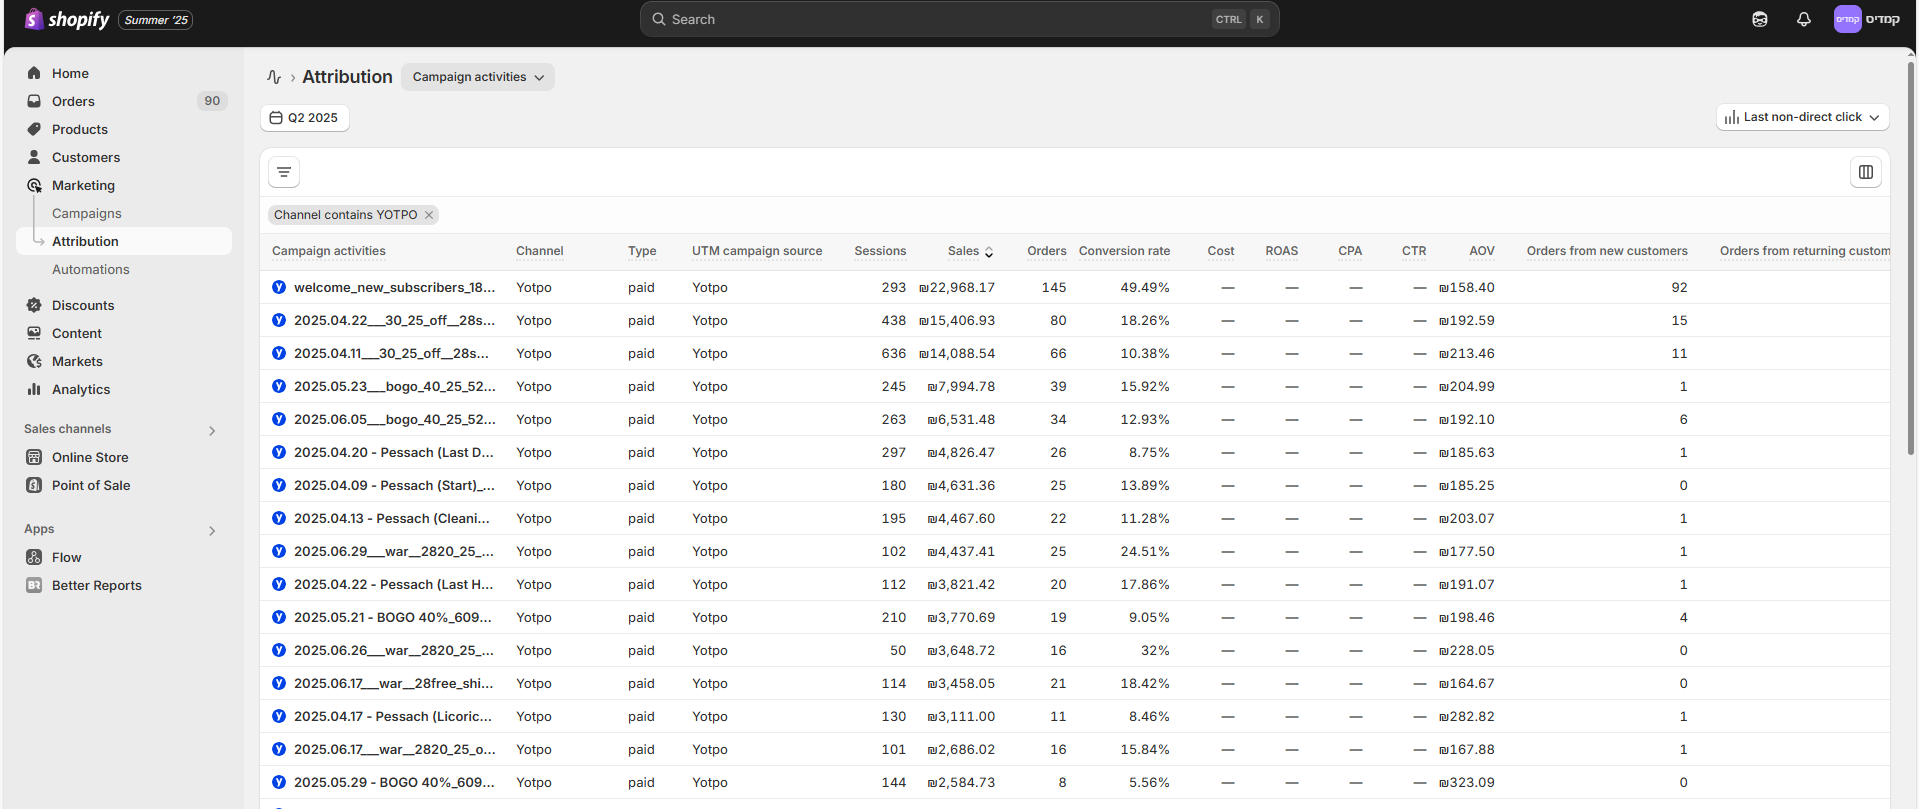 shopify Summer '25
Search CTRL K
קמדיס קמדיס
Home
Orders 90
Products
Customers
Marketing
Campaigns
Attribution
Automations
Discounts
Content
Markets
Analytics
Sales channels
Online Store
Point of Sale
Apps
Flow
Better Reports
Attribution Campaign activities
Q2 2025 Last non-direct click
Channel contains YOTPO
Campaign activities Channel Type UTM campaign source Sessions Sales Orders Conversion rate Cost ROAS CPA CTR AOV Orders from new customers Orders from returning custom
welcome_new_subscribers_18... Yotpo paid Yotpo 293 ₪22,968.17 145 49.49% — — — — ₪158.40 92
2025.04.22___30_25_off__28s... Yotpo paid Yotpo 438 ₪15,406.93 80 18.26% — — — — ₪192.59 15
2025.04.11___30_25_off__28s... Yotpo paid Yotpo 636 ₪14,088.54 66 10.38% — — — — ₪213.46 11
2025.05.23___bogo_40_25_52... Yotpo paid Yotpo 245 ₪7,994.78 39 15.92% — — — — ₪204.99 1
2025.06.05___bogo_40_25_52... Yotpo paid Yotpo 263 ₪6,531.48 34 12.93% — — — — ₪192.10 6
2025.04.20 - Pessach (Last D... Yotpo paid Yotpo 297 ₪4,826.47 26 8.75% — — — — ₪185.63 1
2025.04.09 - Pessach (Start)_... Yotpo paid Yotpo 180 ₪4,631.36 25 13.89% — — — — ₪185.25 0
2025.04.13 - Pessach (Cleani... Yotpo paid Yotpo 195 ₪4,467.60 22 11.28% — — — — ₪203.07 1
2025.06.29___war__2820_25_... Yotpo paid Yotpo 102 ₪4,437.41 25 24.51% — — — — ₪177.50 1
2025.04.22 - Pessach (Last H... Yotpo paid Yotpo 112 ₪3,821.42 20 17.86% — — — — ₪191.07 1
2025.05.21 - BOGO 40%_609... Yotpo paid Yotpo 210 ₪3,770.69 19 9.05% — — — — ₪198.46 4
2025.06.26___war__2820_25_... Yotpo paid Yotpo 50 ₪3,648.72 16 32% — — — — ₪228.05 0
2025.06.17___war__28free_shi... Yotpo paid Yotpo 114 ₪3,458.05 21 18.42% — — — — ₪164.67 0
2025.04.17 - Pessach (Licoric... Yotpo paid Yotpo 130 ₪3,111.00 11 8.46% — — — — ₪282.82 1
2025.06.17___war__2820_25_o... Yotpo paid Yotpo 101 ₪2,686.02 16 15.84% — — — — ₪167.88 1
2025.05.29 - BOGO 40%_609... Yotpo paid Yotpo 144 ₪2,584.73 8 5.56% — — — — ₪323.09 0